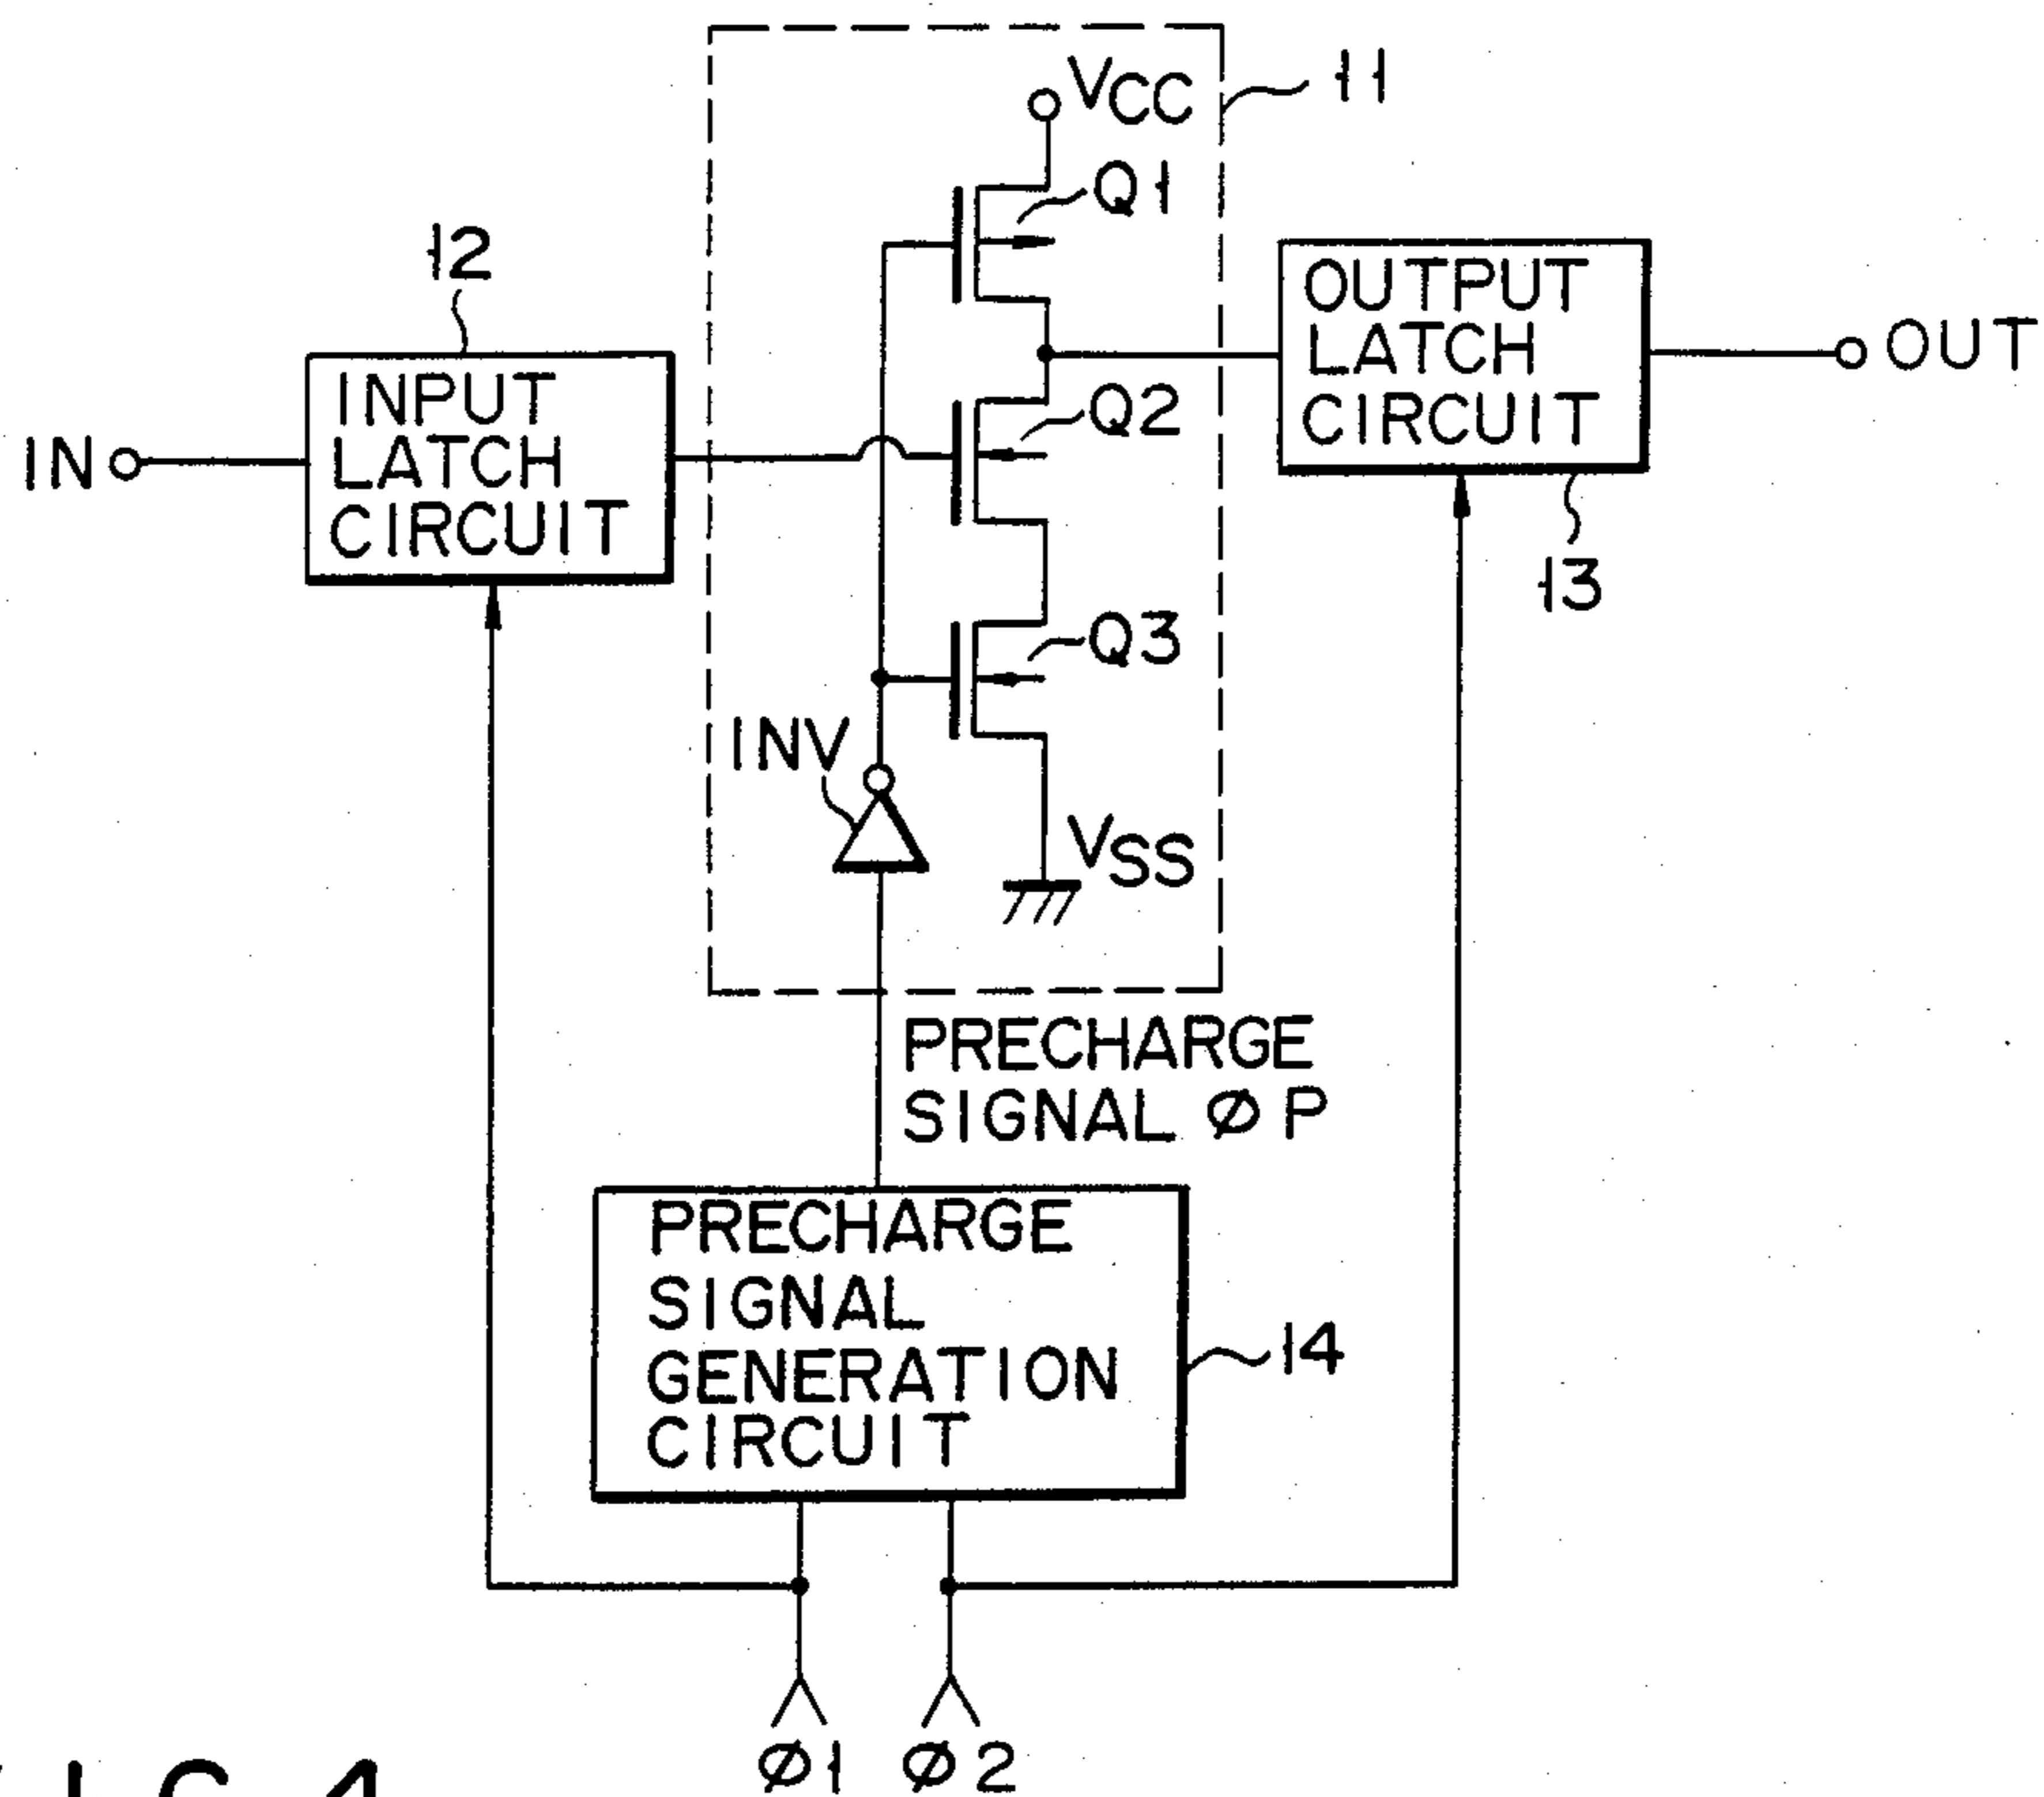 VCC
11
Q1
12
OUTPUT
LATCH
CIRCUIT
OUT
INPUT
LATCH
CIRCUIT
IN
Q2
13
Q3
INV
VSS
PRECHARGE
SIGNAL Ø P
PRECHARGE
SIGNAL
GENERATION
CIRCUIT
14
Ø1 Ø2